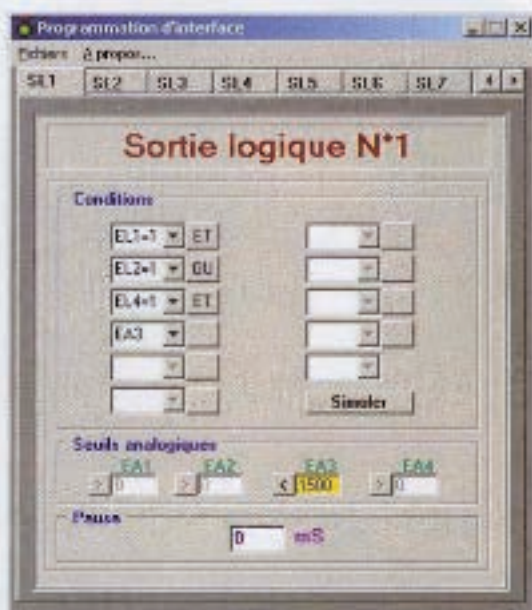 Programmation d'interface
Fichiers A propos...
SL1 SL2 SL3 SL4 SL5 SL6 SL7
Sortie logique N°1
Conditions
EL1=1 ET
EL2=1 OU
EL4=1 ET
EA3
Simuler
Seuils analogiques
EA1 EA2 EA3 EA4
> 0 > < 1500 > 0
Pause
0 mS